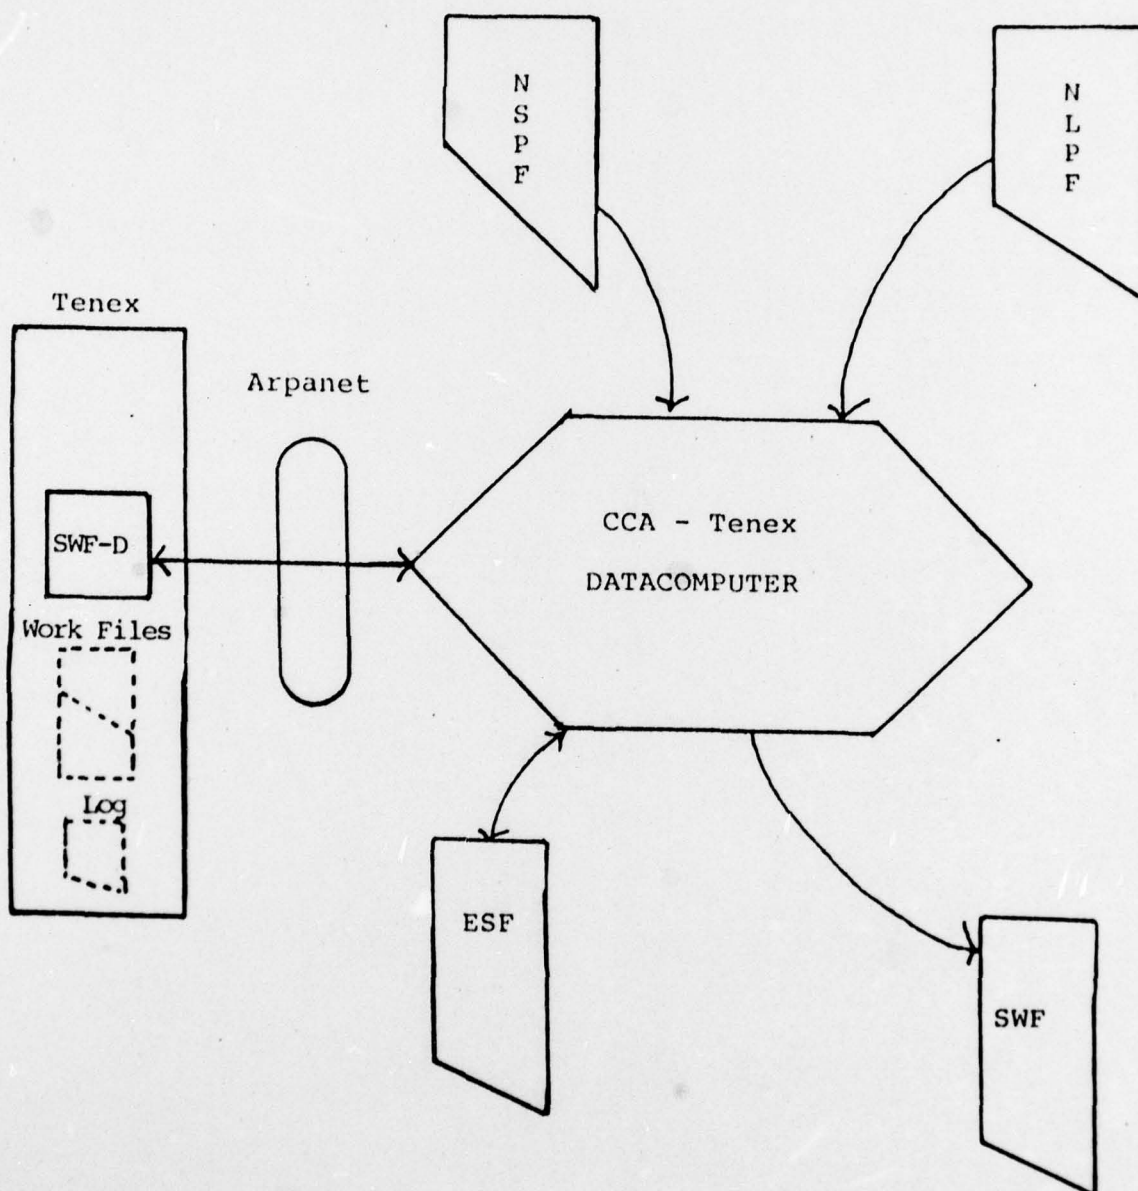 N
S
P
F
N
L
P
F
Tenex
Arpanet
CCA - Tenex
DATACOMPUTER
SWF-D
Work Files
Log
ESF
SWF